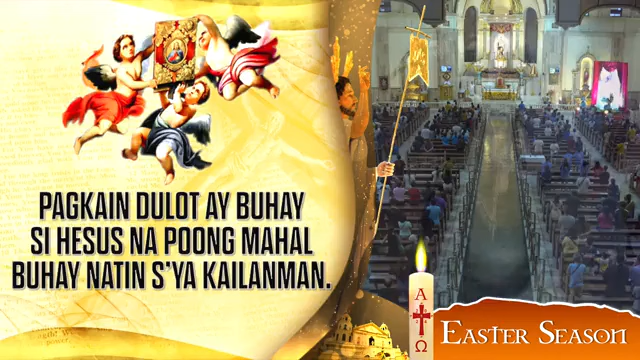 PAGKAIN DULOT AY BUHAY
SI HESUS NA POONG MAHAL
BUHAY NATIN S'YA KAILANMAN.
Α
Ω
EASTER SEASON